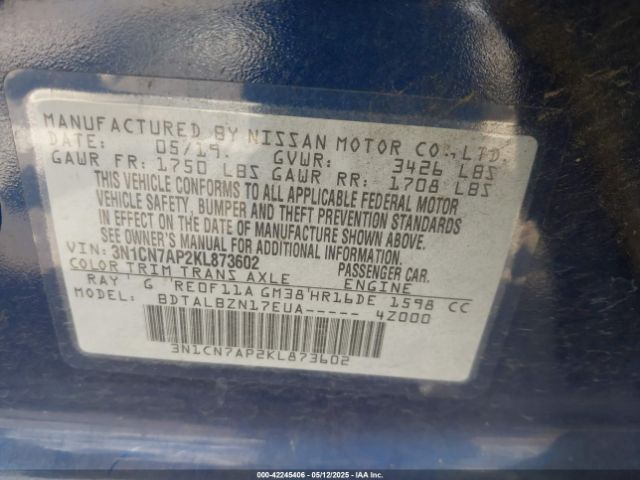 MANUFACTURED BY NISSAN MOTOR CO., LTD.
DATE: 05/19. GVWR: 3426 LBS
GAWR FR: 1750 LBS GAWR RR: 1708 LBS
THIS VEHICLE CONFORMS TO ALL APPLICABLE FEDERAL MOTOR
VEHICLE SAFETY, BUMPER AND THEFT PREVENTION STANDARDS
IN EFFECT ON THE DATE OF MANUFACTURE SHOWN ABOVE.
SEE OWNER'S MANUAL FOR ADDITIONAL INFORMATION.
VIN: 3N1CN7AP2KL873602 PASSENGER CAR.
COLOR TRIM TRANS AXLE ENGINE
RAY G RE0F11A GM38 HR16DE 1598 CC
MODEL: BDTALBZN17EUA----- 4Z000
3N1CN7AP2KL873602
000-42245406 - 05/12/2025 - IAA Inc.